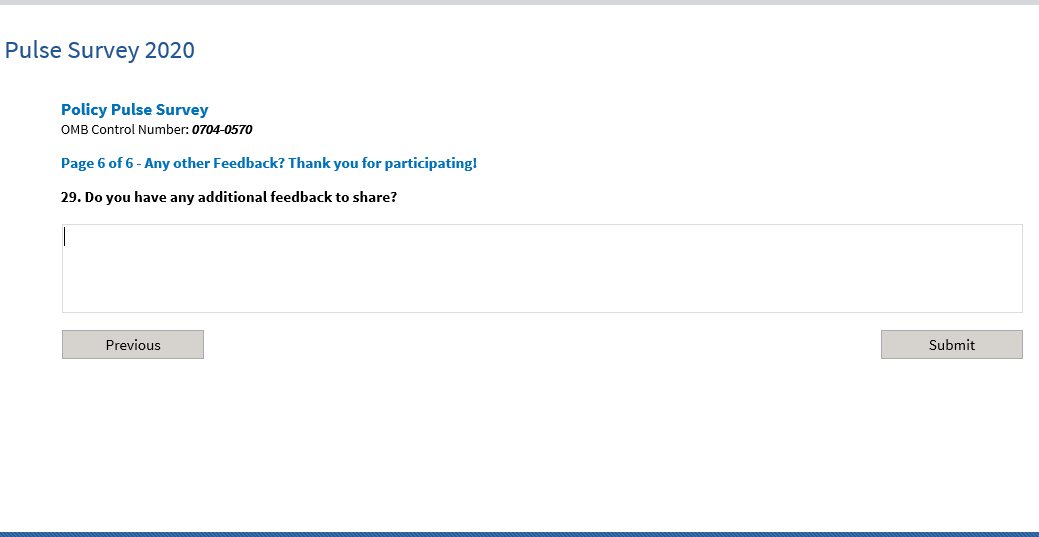 Pulse Survey 2020
Policy Pulse Survey
OMB Control Number: 0704-0570
Page 6 of 6 - Any other Feedback? Thank you for participating!
29. Do you have any additional feedback to share?
Previous
Submit